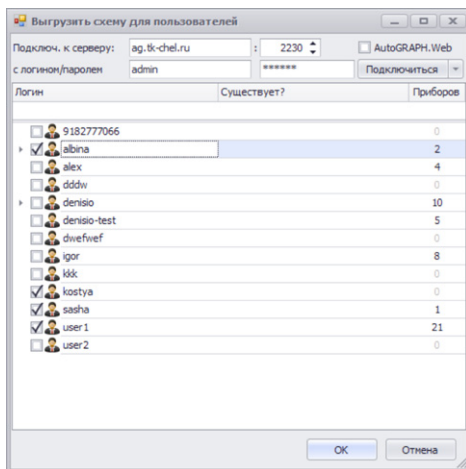 Выгрузить схему для пользователей
Подключ. к серверу: ag.tk-chel.ru : 2230 AutoGRAPH.Web
с логином/паролем admin ****** Подключиться
Логин Существует? Приборов
9182777066 0
albina 2
alex 4
dddw 0
denisio 10
denisio-test 5
dwefwef 0
igor 8
kkk 0
kostya 0
sasha 1
user1 21
user2 0
OK Отмена